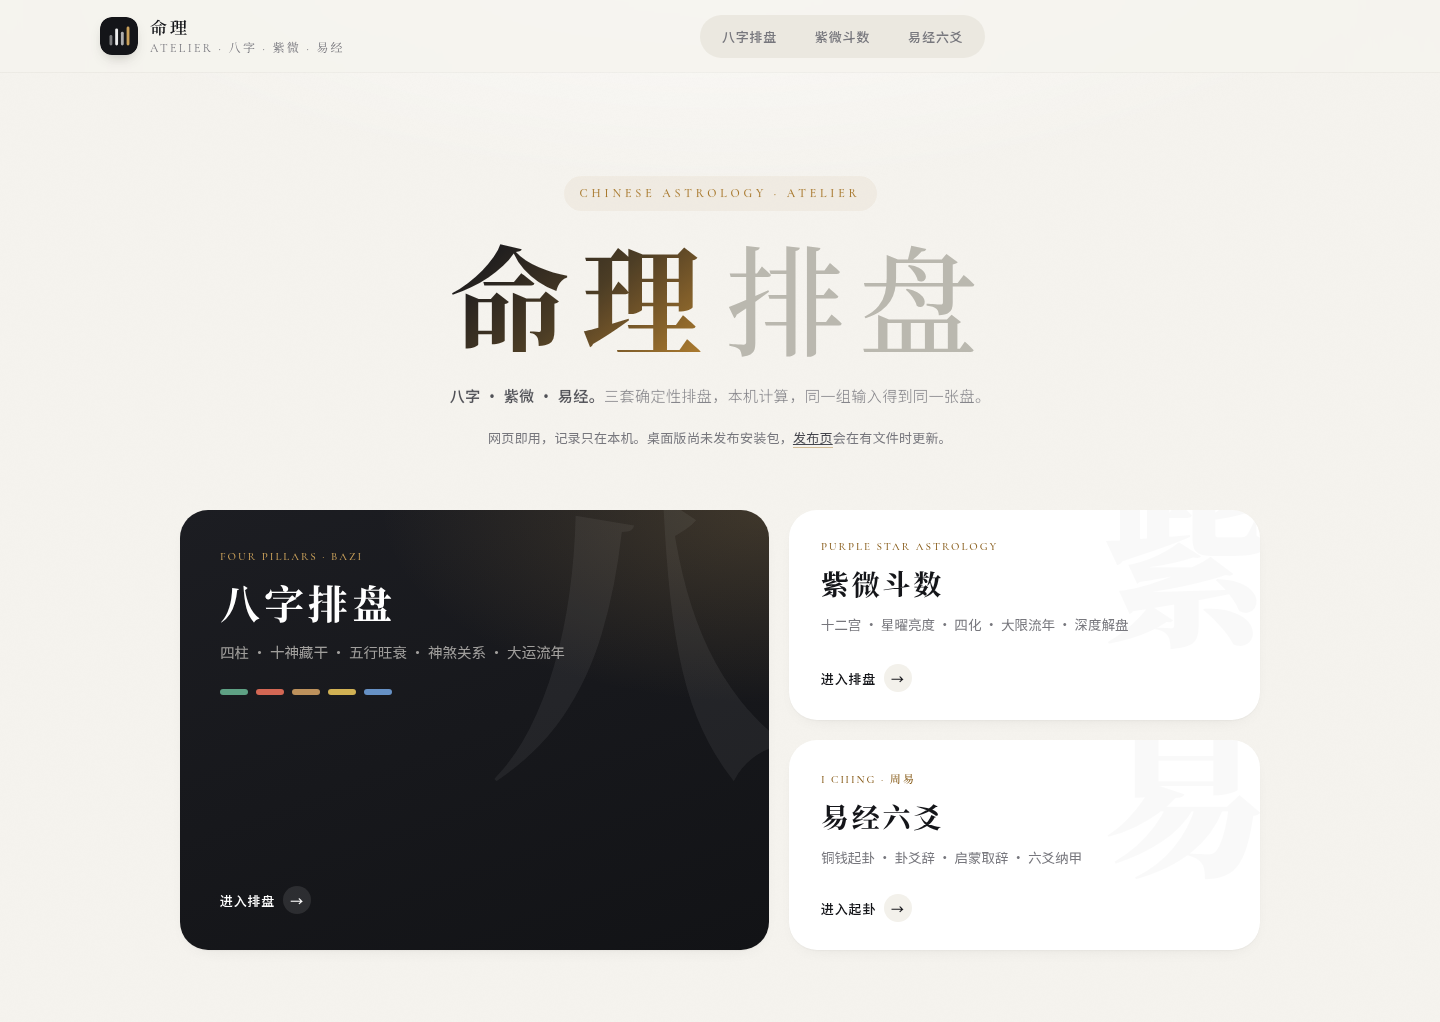 命理
ATELIER · 八字 · 紫微 · 易经
八字排盘
紫微斗数
易经六爻
CHINESE ASTROLOGY · ATELIER
命理排盘
八字 · 紫微 · 易经。三套确定性排盘，本机计算，同一组输入得到同一张盘。
网页即用，记录只在本机。桌面版尚未发布安装包，发布页会在有文件时更新。
八
FOUR PILLARS · BAZI
八字排盘
四柱 · 十神藏干 · 五行旺衰 · 神煞关系 · 大运流年
进入排盘 →
紫
PURPLE STAR ASTROLOGY
紫微斗数
十二宫 · 星曜亮度 · 四化 · 大限流年 · 深度解盘
进入排盘 →
易
I CHING · 周易
易经六爻
铜钱起卦 · 卦爻辞 · 启蒙取辞 · 六爻纳甲
进入起卦 →